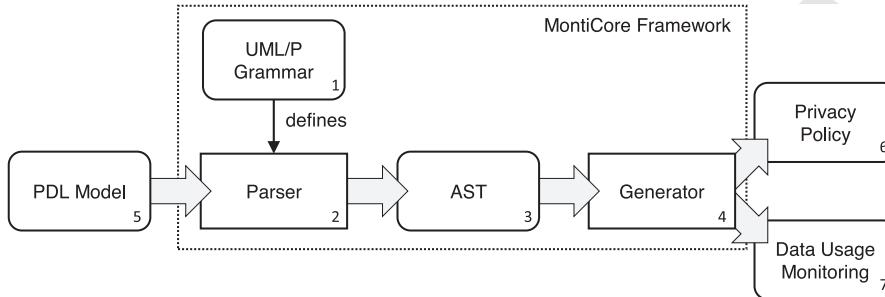 MontiCore Framework
UML/P
Grammar
1
defines
Privacy
Policy
6
PDL Model
5
Parser
2
AST
3
Generator
4
Data Usage
Monitoring
7